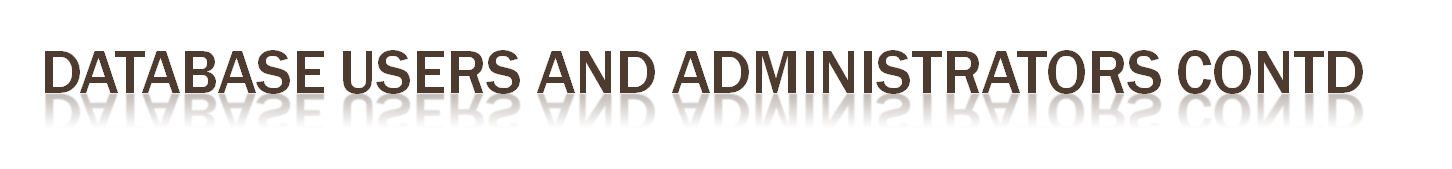 DATABASE USERS AND ADMINISTRATORS CONTD